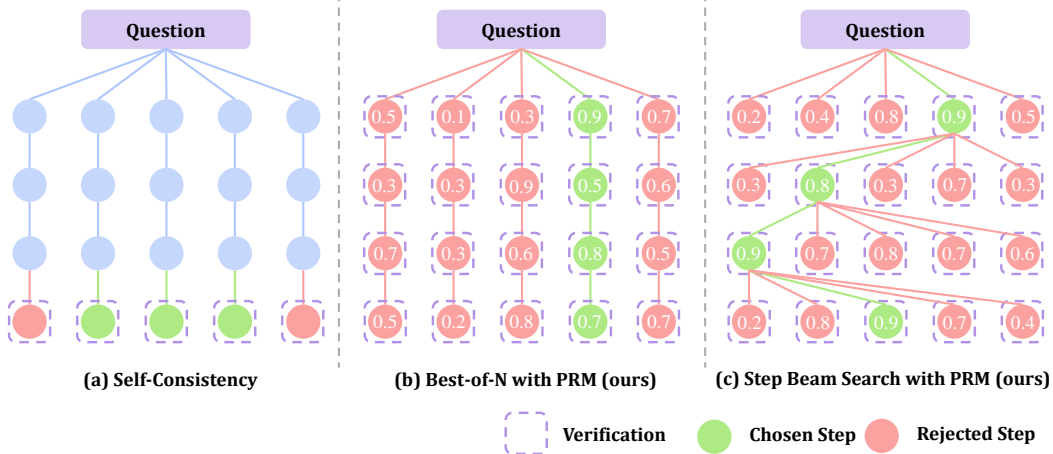 Question
Question
Question
0.5 0.1 0.3 0.9 0.7
0.2 0.4 0.8 0.9 0.5
0.3 0.3 0.9 0.5 0.6
0.3 0.8 0.3 0.7 0.3
0.7 0.3 0.6 0.8 0.5
0.9 0.7 0.8 0.7 0.6
0.5 0.2 0.8 0.7 0.7
0.2 0.8 0.9 0.7 0.4
(a) Self-Consistency
(b) Best-of-N with PRM (ours)
(c) Step Beam Search with PRM (ours)
Verification
Chosen Step
Rejected Step